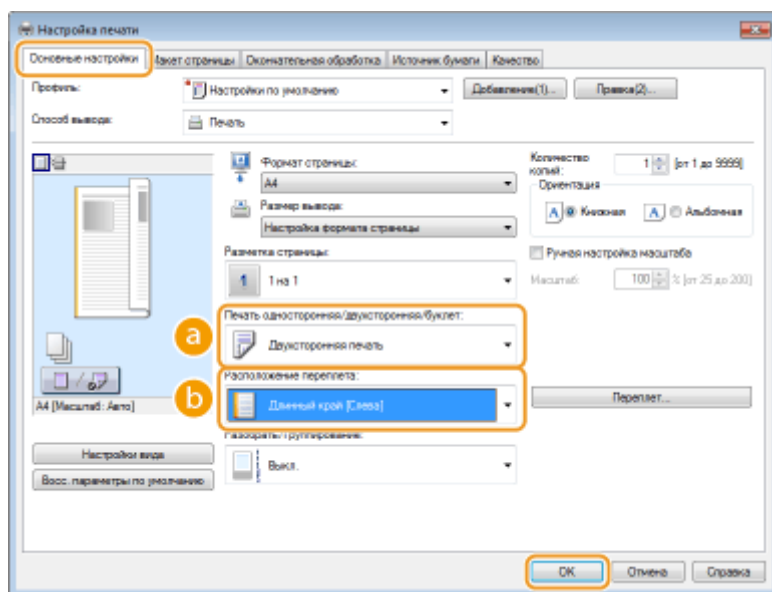 Настройка печати
Основные настройки Макет страницы Окончательная обработка Источник бумаги Качество
Профиль: Настройки по умолчанию Добавление(1)... Правка(2)...
Способ вывода: Печать
Формат страницы:
A4
Размер вывода:
Настройка формата страницы
Разметка страницы:
1
1 на 1
Количество копий: 1 [от 1 до 9999]
Ориентация
A Книжная A Альбомная
Ручная настройка масштаба
Масштаб: 100 % [от 25 до 200]
a
Печать односторонняя/двухсторонняя/буклет:
Двухсторонняя печать
b
Расположение переплета:
Длинный край [Слева]
Переплет...
A4 [Масштаб: Авто]
Разобрать/Группирование:
Выкл.
Настройки вида
Восс. параметры по умолчанию
OK Отмена Справка